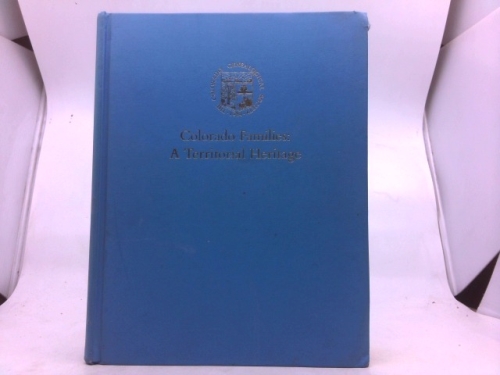 Colorado Families:
A Territorial Heritage